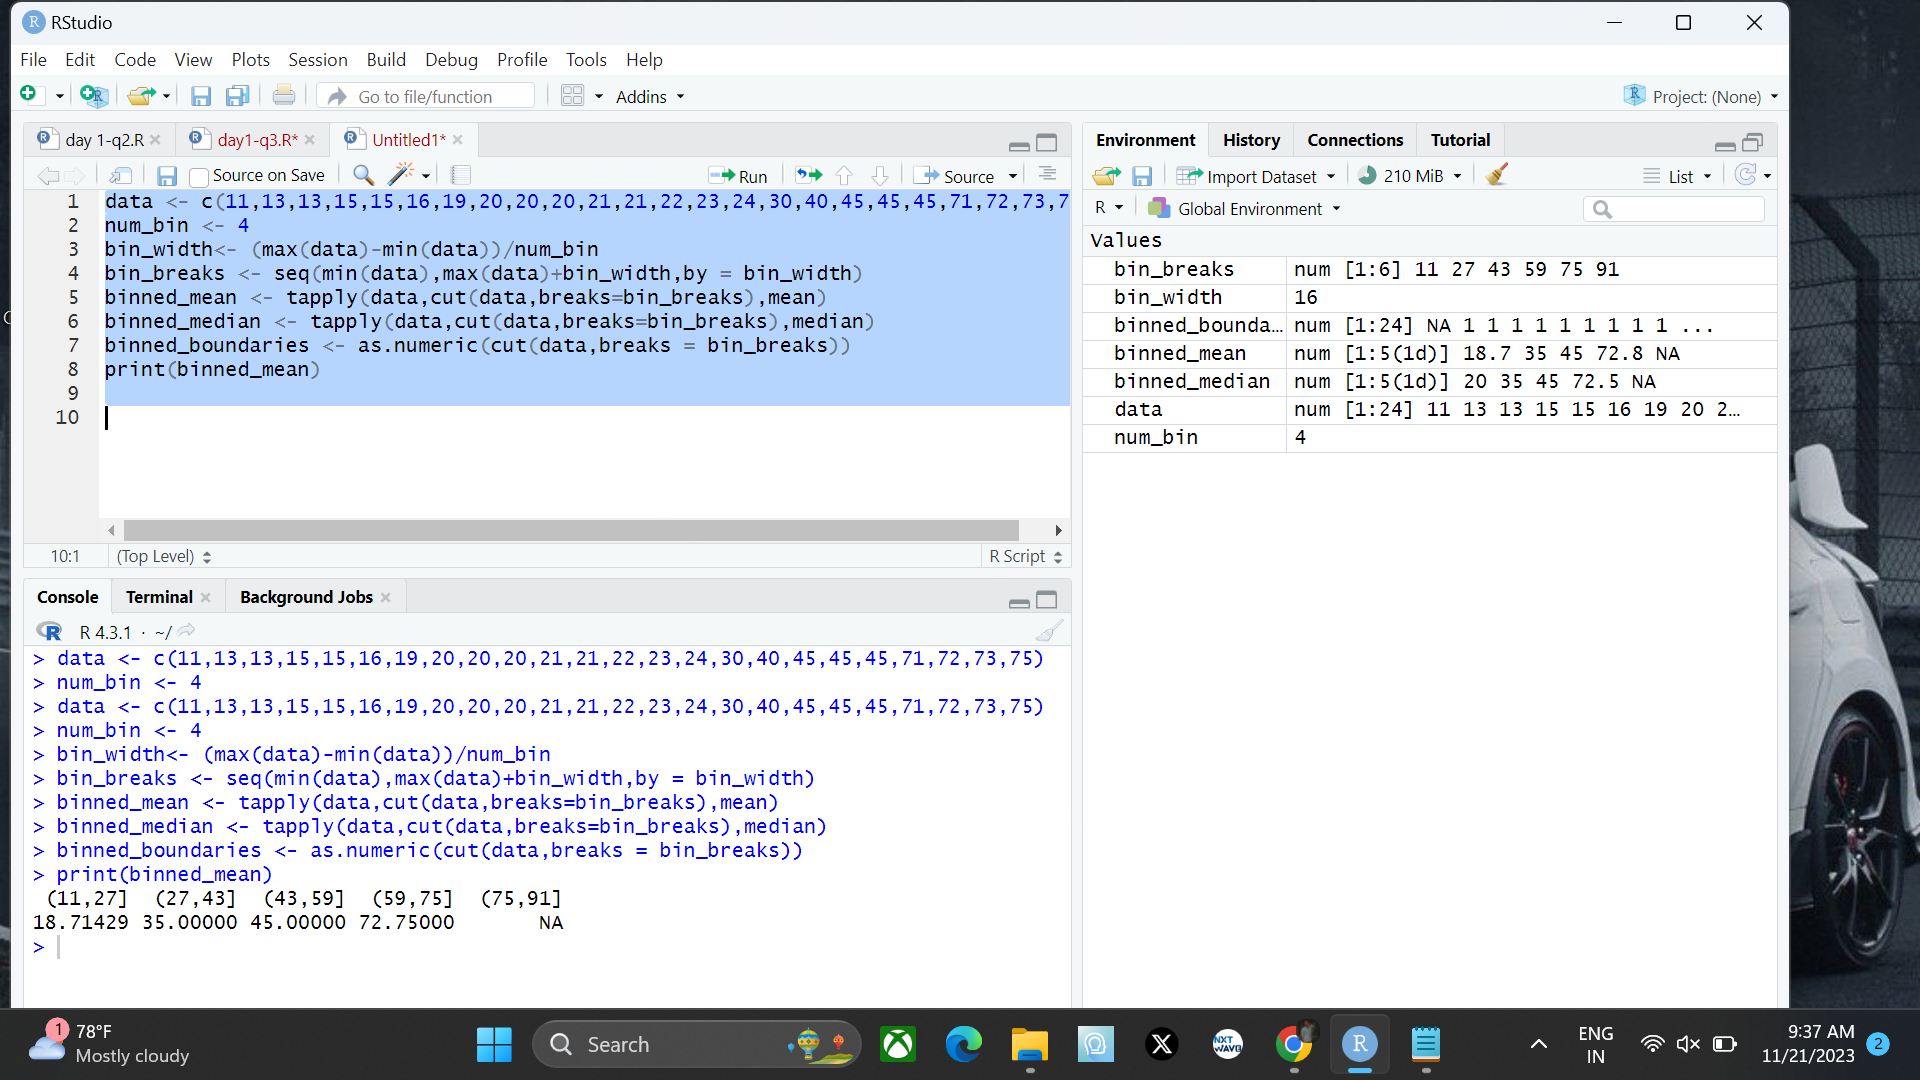 RStudio
File Edit Code View Plots Session Build Debug Profile Tools Help
Go to file/function Addins Project: (None)
day 1-q2.R day1-q3.R* Untitled1*
Source on Save Run Source
1 data <- c(11,13,13,15,15,16,19,20,20,20,21,21,22,23,24,30,40,45,45,45,71,72,73,7
2 num_bin <- 4
3 bin_width<- (max(data)-min(data))/num_bin
4 bin_breaks <- seq(min(data),max(data)+bin_width,by = bin_width)
5 binned_mean <- tapply(data,cut(data,breaks=bin_breaks),mean)
6 binned_median <- tapply(data,cut(data,breaks=bin_breaks),median)
7 binned_boundaries <- as.numeric(cut(data,breaks = bin_breaks))
8 print(binned_mean)
9
10
10:1 (Top Level) R Script
Console Terminal Background Jobs
R 4.3.1 · ~/
> data <- c(11,13,13,15,15,16,19,20,20,20,21,21,22,23,24,30,40,45,45,45,71,72,73,75)
> num_bin <- 4
> data <- c(11,13,13,15,15,16,19,20,20,20,21,21,22,23,24,30,40,45,45,45,71,72,73,75)
> num_bin <- 4
> bin_width<- (max(data)-min(data))/num_bin
> bin_breaks <- seq(min(data),max(data)+bin_width,by = bin_width)
> binned_mean <- tapply(data,cut(data,breaks=bin_breaks),mean)
> binned_median <- tapply(data,cut(data,breaks=bin_breaks),median)
> binned_boundaries <- as.numeric(cut(data,breaks = bin_breaks))
> print(binned_mean)
(11,27] (27,43] (43,59] (59,75] (75,91]
18.71429 35.00000 45.00000 72.75000 NA
>
Environment History Connections Tutorial
Import Dataset 210 MiB List
R Global Environment
Values
bin_breaks num [1:6] 11 27 43 59 75 91
bin_width 16
binned_bounda… num [1:24] NA 1 1 1 1 1 1 1 1 1 ...
binned_mean num [1:5(1d)] 18.7 35 45 72.8 NA
binned_median num [1:5(1d)] 20 35 45 72.5 NA
data num [1:24] 11 13 13 15 15 16 19 20 2…
num_bin 4
1 78°F
Mostly cloudy
Search
X NXT WAVE R
ENG
IN
9:37 AM
11/21/2023
2